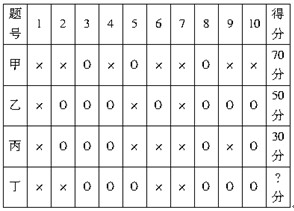 题号 1 2 3 4 5 6 7 8 9 10 得分
甲 × × O × O × × O × × 70分
乙 × O O O × O × O O O 50分
丙 × O O O × × × O × O 30分
丁 × × O O O × × O O O ?分